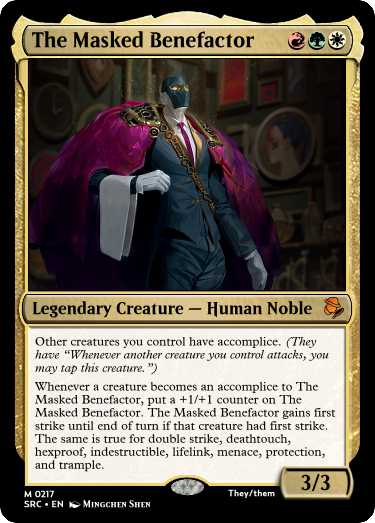 The Masked Benefactor
Legendary Creature — Human Noble
Other creatures you control have accomplice. (They
have “Whenever another creature you control attacks, you
may tap this creature.”)
Whenever a creature becomes an accomplice to The
Masked Benefactor, put a +1/+1 counter on The
Masked Benefactor. The Masked Benefactor gains first
strike until end of turn if that creature had first strike.
The same is true for double strike, deathtouch,
hexproof, indestructible, lifelink, menace, protection,
and trample.
3/3
M 0217
They/them
SRC • EN Mingchen Shen